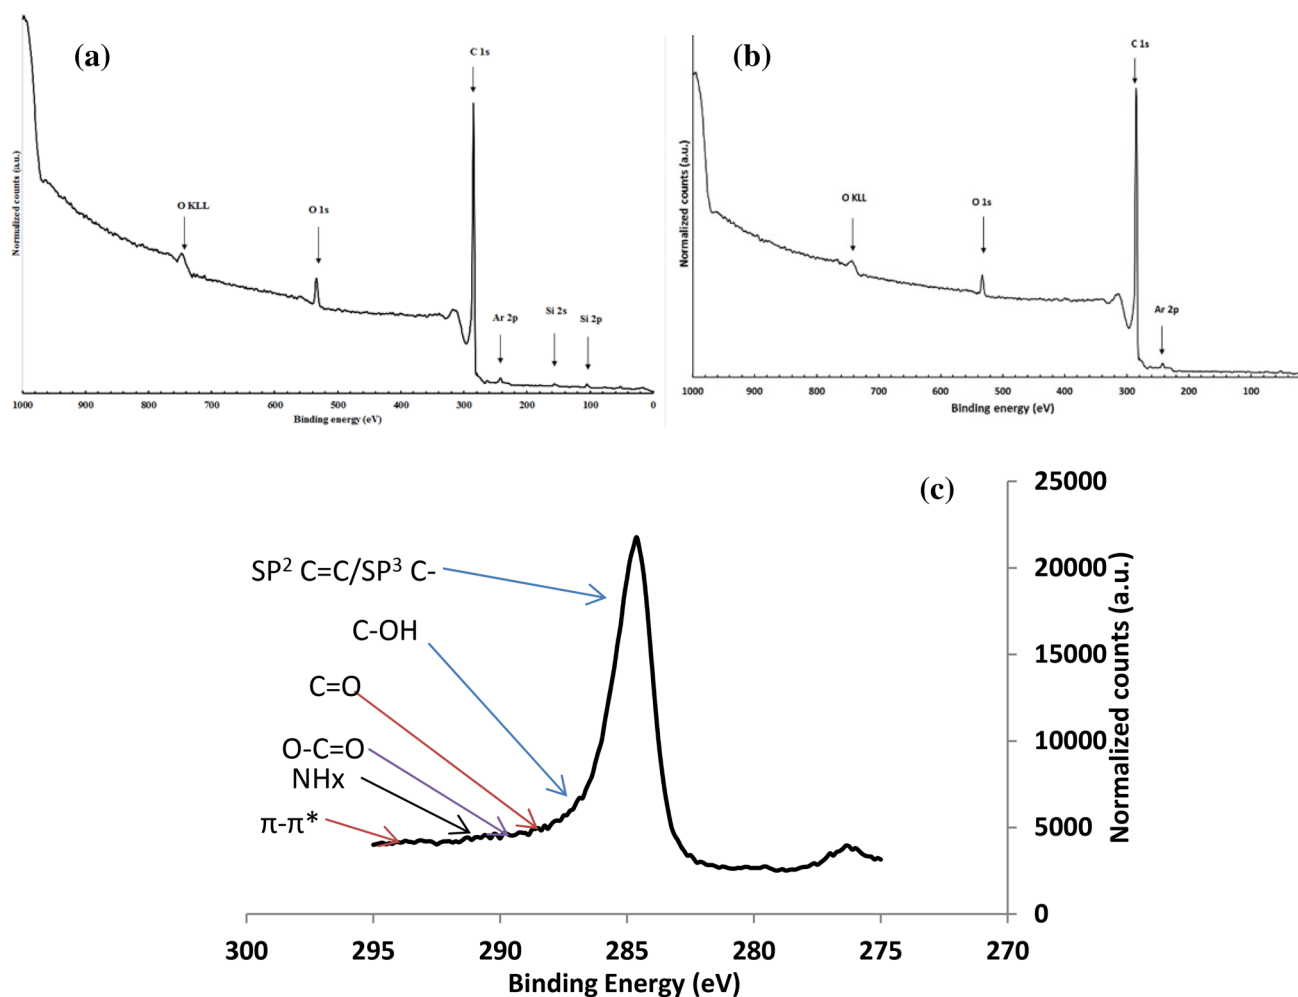 (a)
C 1s
O KLL
O 1s
Ar 2p
Si 2s
Si 2p
Normalized counts (a.u.)
1000 900 800 700 600 500 400 300 200 100 0
Binding energy (eV)
(b)
C 1s
O KLL
O 1s
Ar 2p
Normalized counts (a.u.)
1000 900 800 700 600 500 400 300 200 100
Binding energy (eV)
(c)
SP² C=C/SP³ C-
C-OH
C=O
O-C=O
NHx
π-π*
25000
20000
15000
10000
5000
0
Normalized counts (a.u.)
300 295 290 285 280 275 270
Binding Energy (eV)